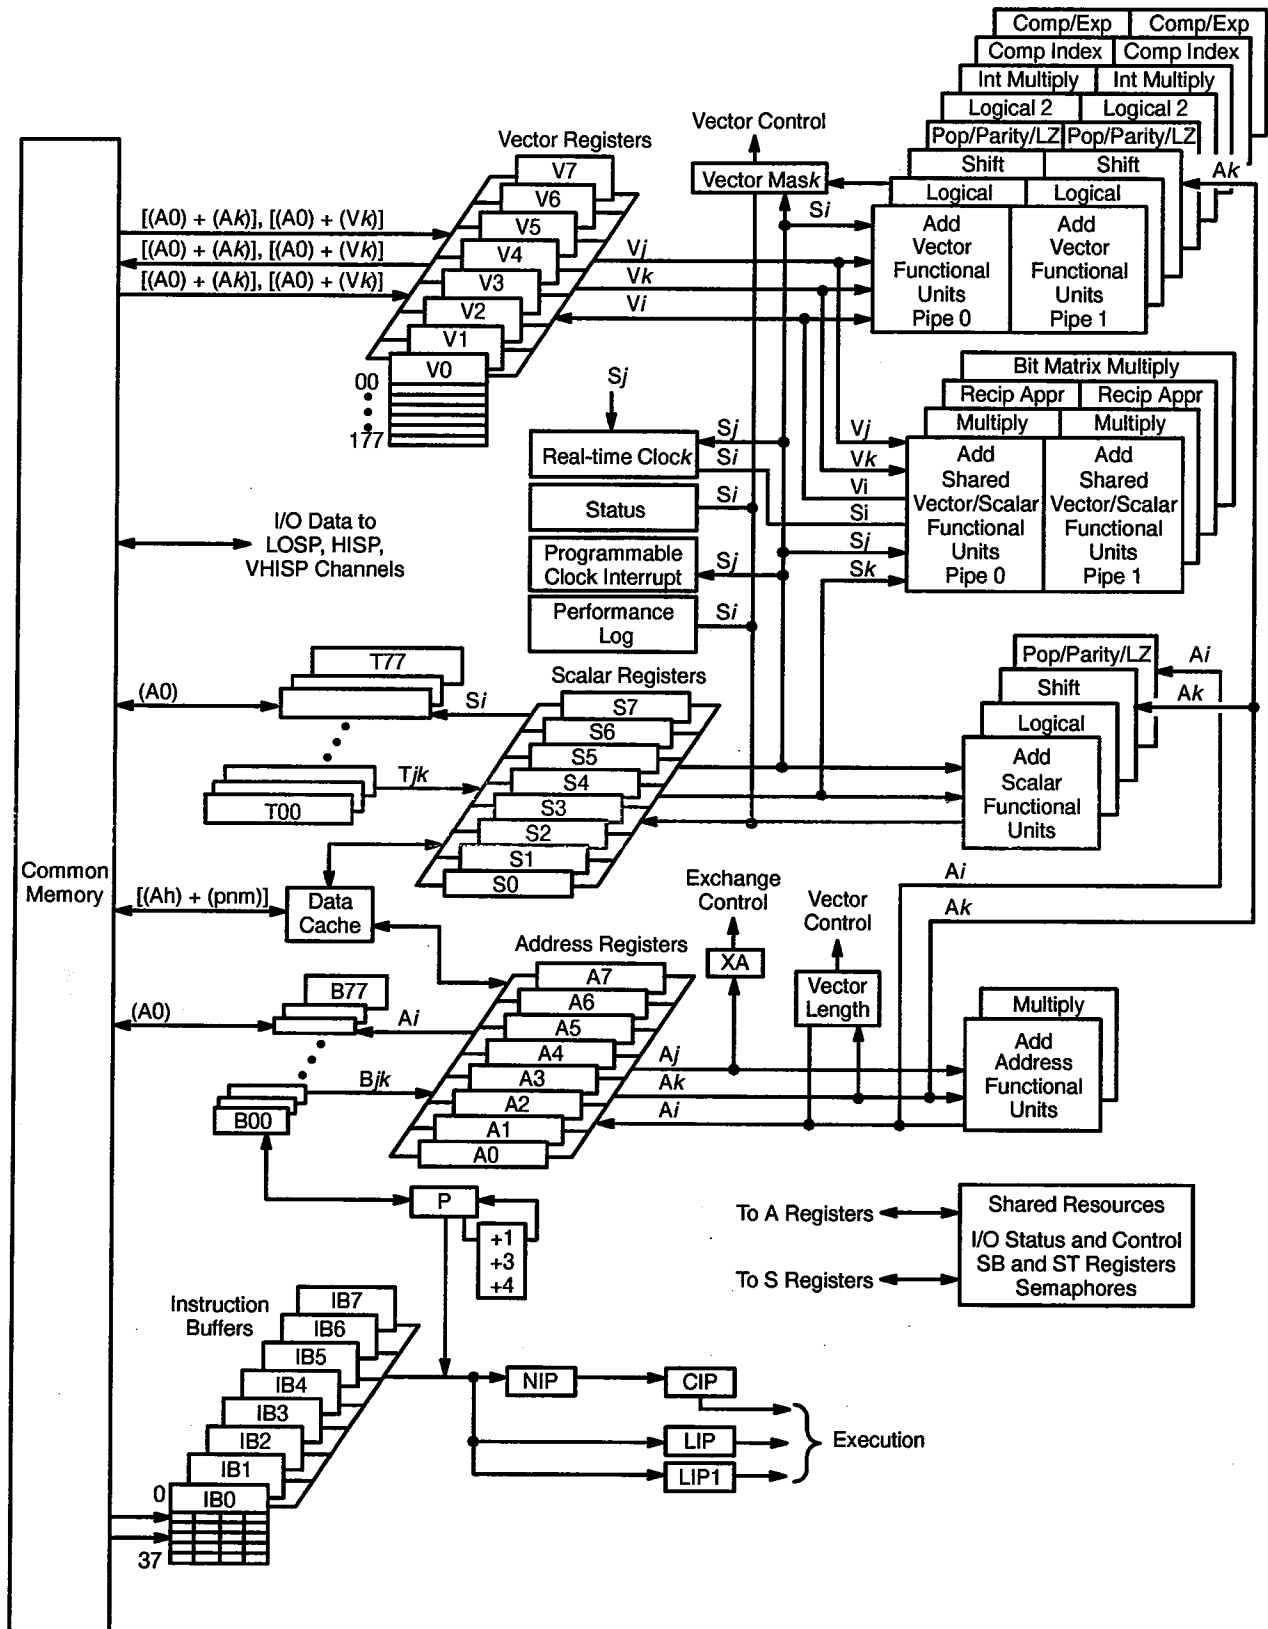 Comp/Exp Comp/Exp
Comp Index Comp Index
Int Multiply Int Multiply
Logical 2 Logical 2
Pop/Parity/LZ Pop/Parity/LZ
Shift Shift
Logical Logical
Add
Vector
Functional
Units
Pipe 0
Add
Vector
Functional
Units
Pipe 1
Ak
Vector Control
Vector Mask
Si
Vector Registers
V7
V6
V5
V4
V3
V2
V1
V0
00
177
[(A0) + (Ak)], [(A0) + (Vk)]
[(A0) + (Ak)], [(A0) + (Vk)]
[(A0) + (Ak)], [(A0) + (Vk)]
Vj
Vk
Vi
Bit Matrix Multiply
Recip Appr Recip Appr
Multiply Multiply
Add
Shared
Vector/Scalar
Functional
Units
Pipe 0
Add
Shared
Vector/Scalar
Functional
Units
Pipe 1
Vj
Vk
Vi
Si
Sj
Sk
Sj
Real-time Clock
Sj
Si
Status
Si
Programmable
Clock Interrupt
Sj
Performance
Log
Si
I/O Data to
LOSP, HISP,
VHISP Channels
T77
(A0)
Si
Tjk
T00
Scalar Registers
S7
S6
S5
S4
S3
S2
S1
S0
Pop/Parity/LZ
Shift
Logical
Add
Scalar
Functional
Units
Ai
Ak
Common
Memory
[(Ah) + (pnm)]
Data
Cache
Exchange
Control
XA
Vector
Control
Vector
Length
Ai
Ak
Address Registers
A7
A6
A5
A4
A3
A2
A1
A0
B77
(A0)
Ai
Bjk
B00
Aj
Ak
Ai
Multiply
Add
Address
Functional
Units
P
+1
+3
+4
To A Registers
To S Registers
Shared Resources
I/O Status and Control
SB and ST Registers
Semaphores
Instruction
Buffers
IB7
IB6
IB5
IB4
IB3
IB2
IB1
IB0
0
37
NIP
CIP
LIP
LIP1
Execution